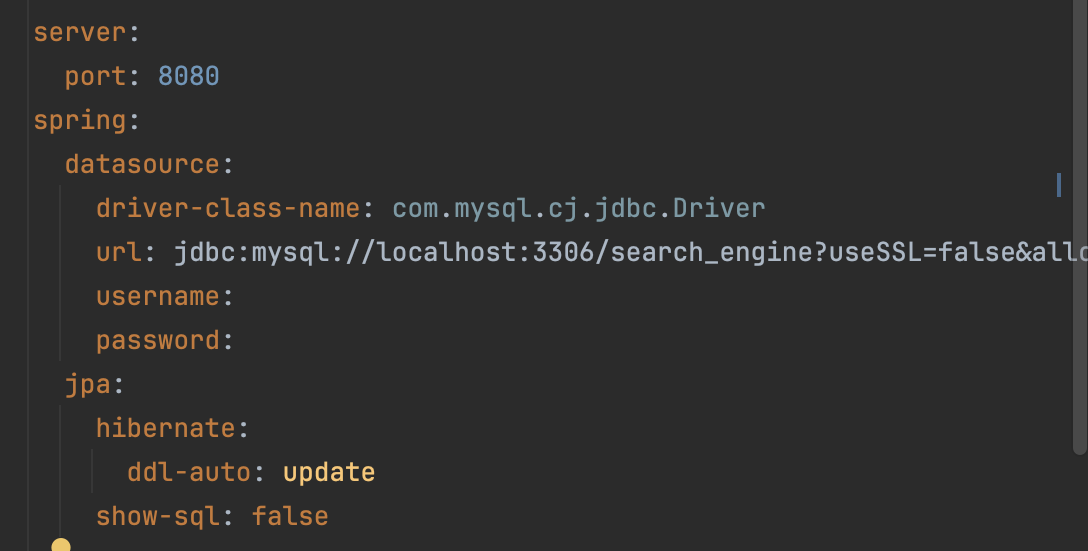 server:
  port: 8080
spring:
  datasource:
    driver-class-name: com.mysql.cj.jdbc.Driver
    url: jdbc:mysql://localhost:3306/search_engine?useSSL=false&allo
    username:
    password:
  jpa:
    hibernate:
      ddl-auto: update
    show-sql: false